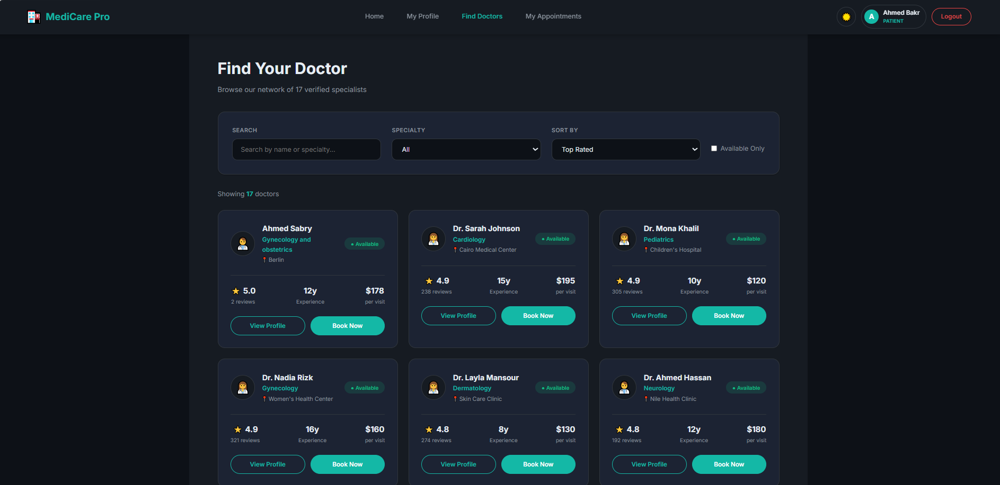 MediCare Pro
Home
My Profile
Find Doctors
My Appointments
A
Ahmed Bakr
PATIENT
Logout
Find Your Doctor
Browse our network of 17 verified specialists
SEARCH
SPECIALTY
SORT BY
Search by name or specialty...
All
Top Rated
Available Only
Showing 17 doctors
Ahmed Sabry
Gynecology and
obstetrics
Berlin
● Available
5.0
2 reviews
12y
Experience
$178
per visit
View Profile
Book Now
Dr. Sarah Johnson
Cardiology
Cairo Medical Center
● Available
4.9
238 reviews
15y
Experience
$195
per visit
View Profile
Book Now
Dr. Mona Khalil
Pediatrics
Children's Hospital
● Available
4.9
305 reviews
10y
Experience
$120
per visit
View Profile
Book Now
Dr. Nadia Rizk
Gynecology
Women's Health Center
● Available
4.9
321 reviews
16y
Experience
$160
per visit
View Profile
Book Now
Dr. Layla Mansour
Dermatology
Skin Care Clinic
● Available
4.8
274 reviews
8y
Experience
$130
per visit
View Profile
Book Now
Dr. Ahmed Hassan
Neurology
Nile Health Clinic
● Available
4.8
192 reviews
12y
Experience
$180
per visit
View Profile
Book Now